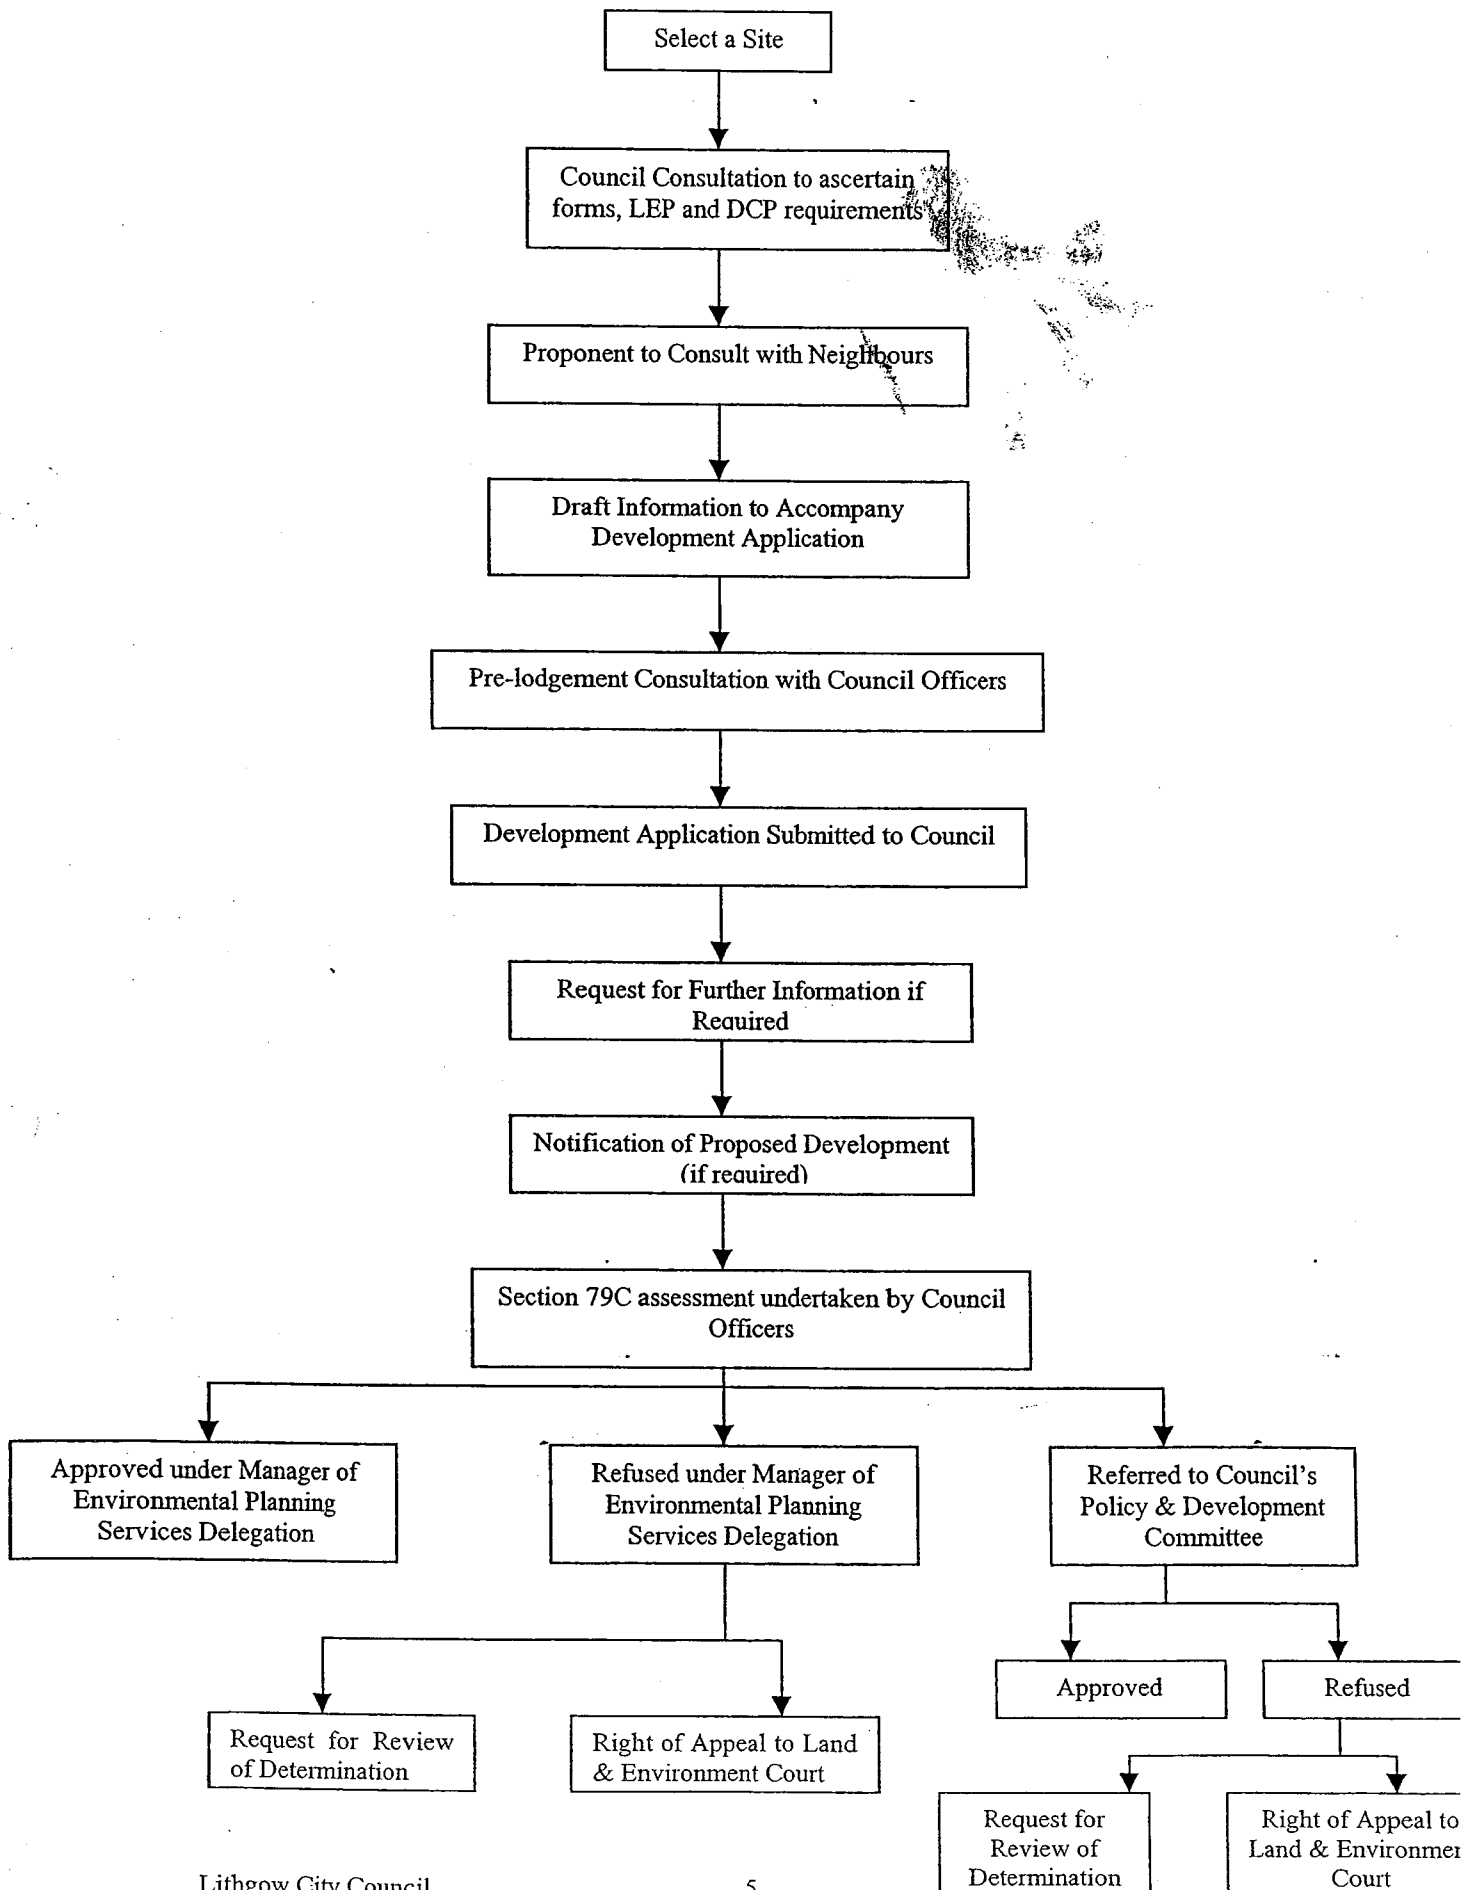 Select a Site
Council Consultation to ascertain
forms, LEP and DCP requirements
Proponent to Consult with Neighbours
Draft Information to Accompany
Development Application
Pre-lodgement Consultation with Council Officers
Development Application Submitted to Council
Request for Further Information if
Required
Notification of Proposed Development
(if required)
Section 79C assessment undertaken by Council
Officers
Approved under Manager of
Environmental Planning
Services Delegation
Refused under Manager of
Environmental Planning
Services Delegation
Referred to Council's
Policy & Development
Committee
Approved
Refused
Request for Review
of Determination
Right of Appeal to Land
& Environment Court
Request for
Review of
Determination
Right of Appeal to
Land & Environmen
Court
Lithgow City Council
5